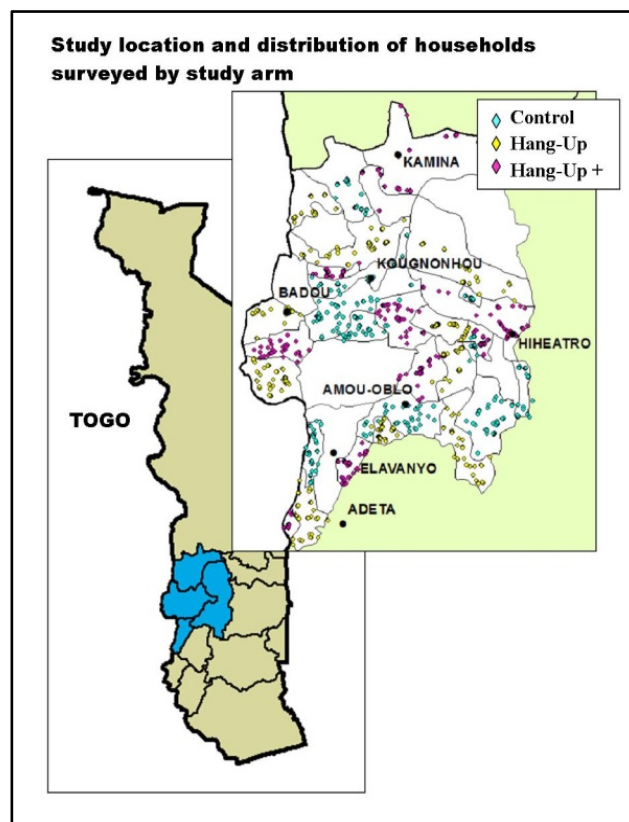 Study location and distribution of households
surveyed by study arm
Control
Hang-Up
Hang-Up +
KAMINA
KOUGNONHOU
BADOU
HIHEATRO
AMOU-OBLO
TOGO
ELAVANYO
ADETA